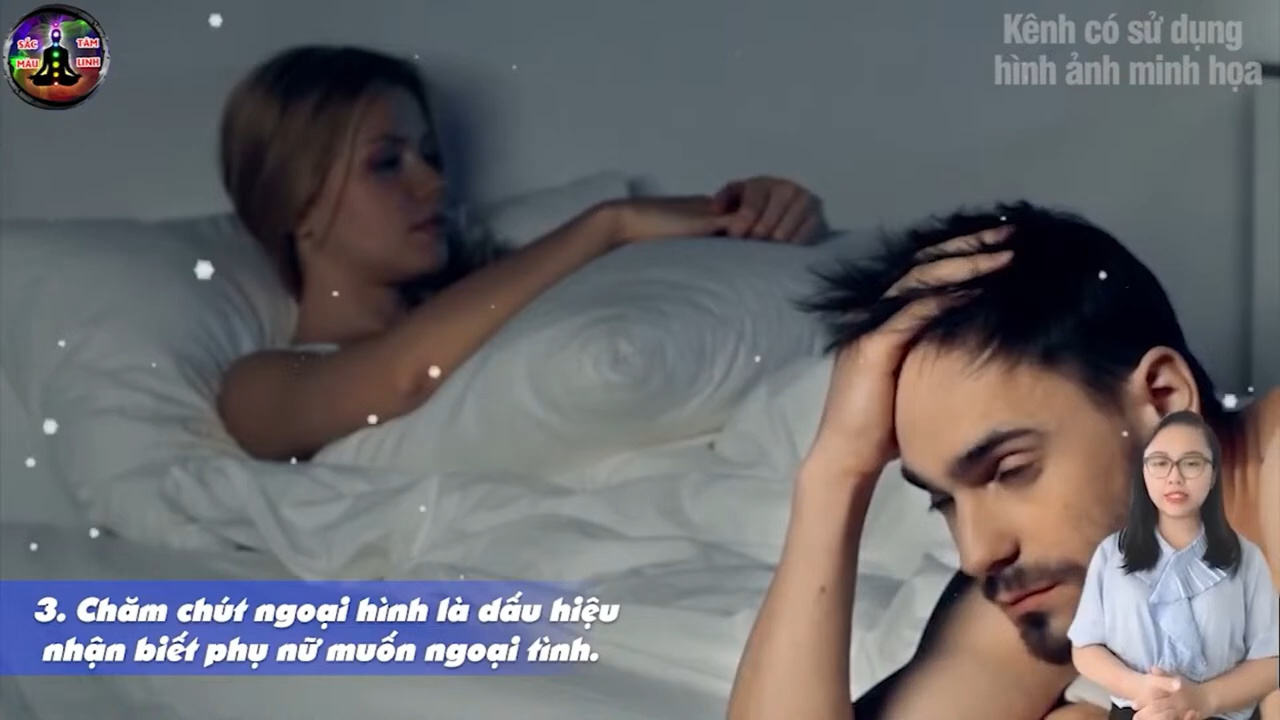 SẮC TÂM
MÀU LINH
Kênh có sử dụng
hình ảnh minh họa
3. Chăm chút ngoại hình là dấu hiệu
nhận biết phụ nữ muốn ngoại tình.